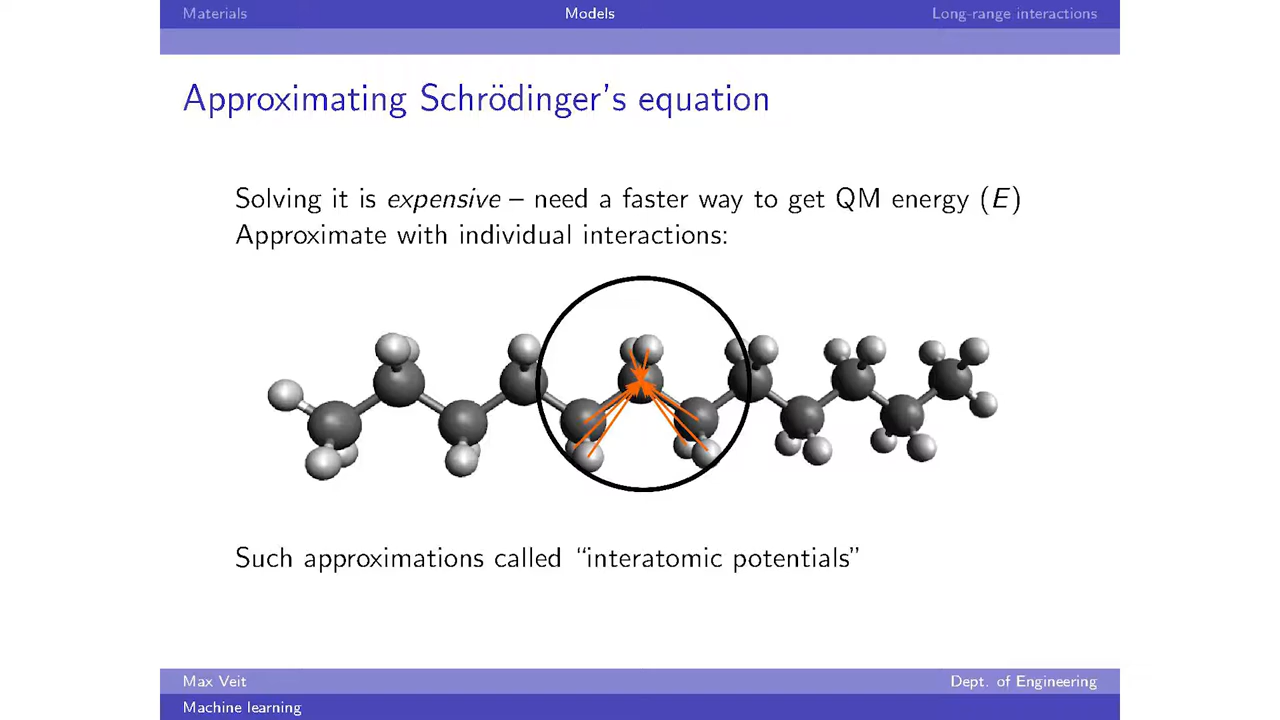 Materials Models Long-range interactions
Approximating Schrödinger's equation
Solving it is expensive – need a faster way to get QM energy (E)
Approximate with individual interactions:
Such approximations called “interatomic potentials”
Max Veit Dept. of Engineering
Machine learning